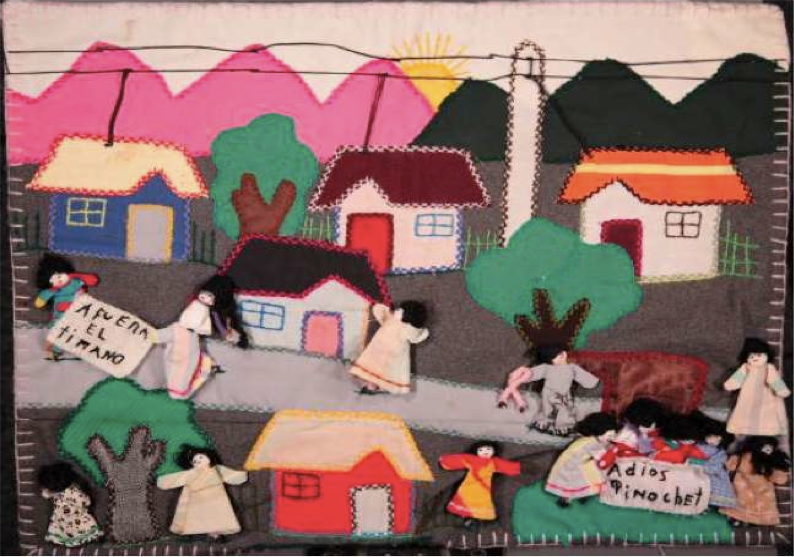 AFUERA
EL
tiRANO
Adios
Pinochet